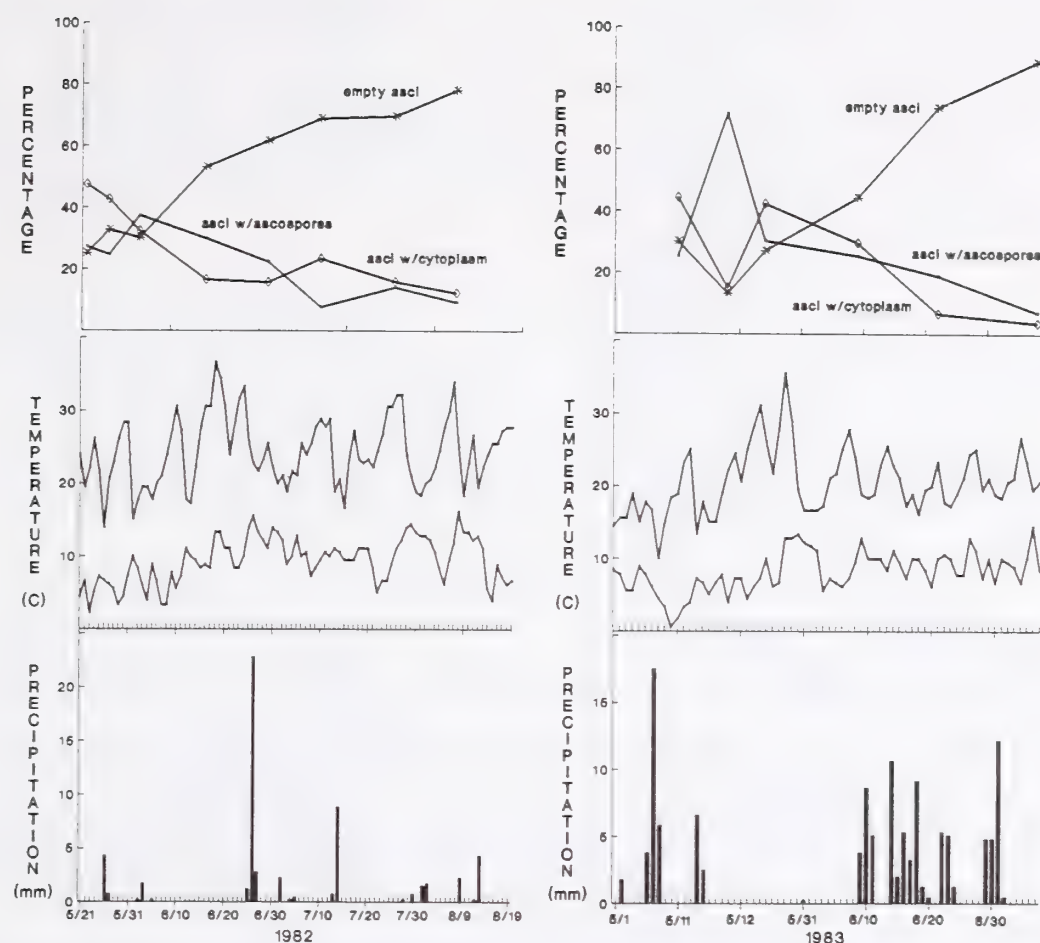 100
80
60
40
20
PERCENTAGE
empty asci
asci w/ascospores
asci w/cytoplasm
100
80
60
40
20
PERCENTAGE
empty asci
asci w/ascospores
asci w/cytoplasm
30
20
10
TEMPERATURE
(C)
30
20
10
TEMPERATURE
(C)
20
15
10
5
0
PRECIPITATION
(mm)
5/21 5/31 6/10 6/20 6/30 7/10 7/20 7/30 8/9 8/19
1982
15
10
5
0
PRECIPITATION
(mm)
5/1 5/11 5/12 5/31 6/10 6/20 6/30
1983